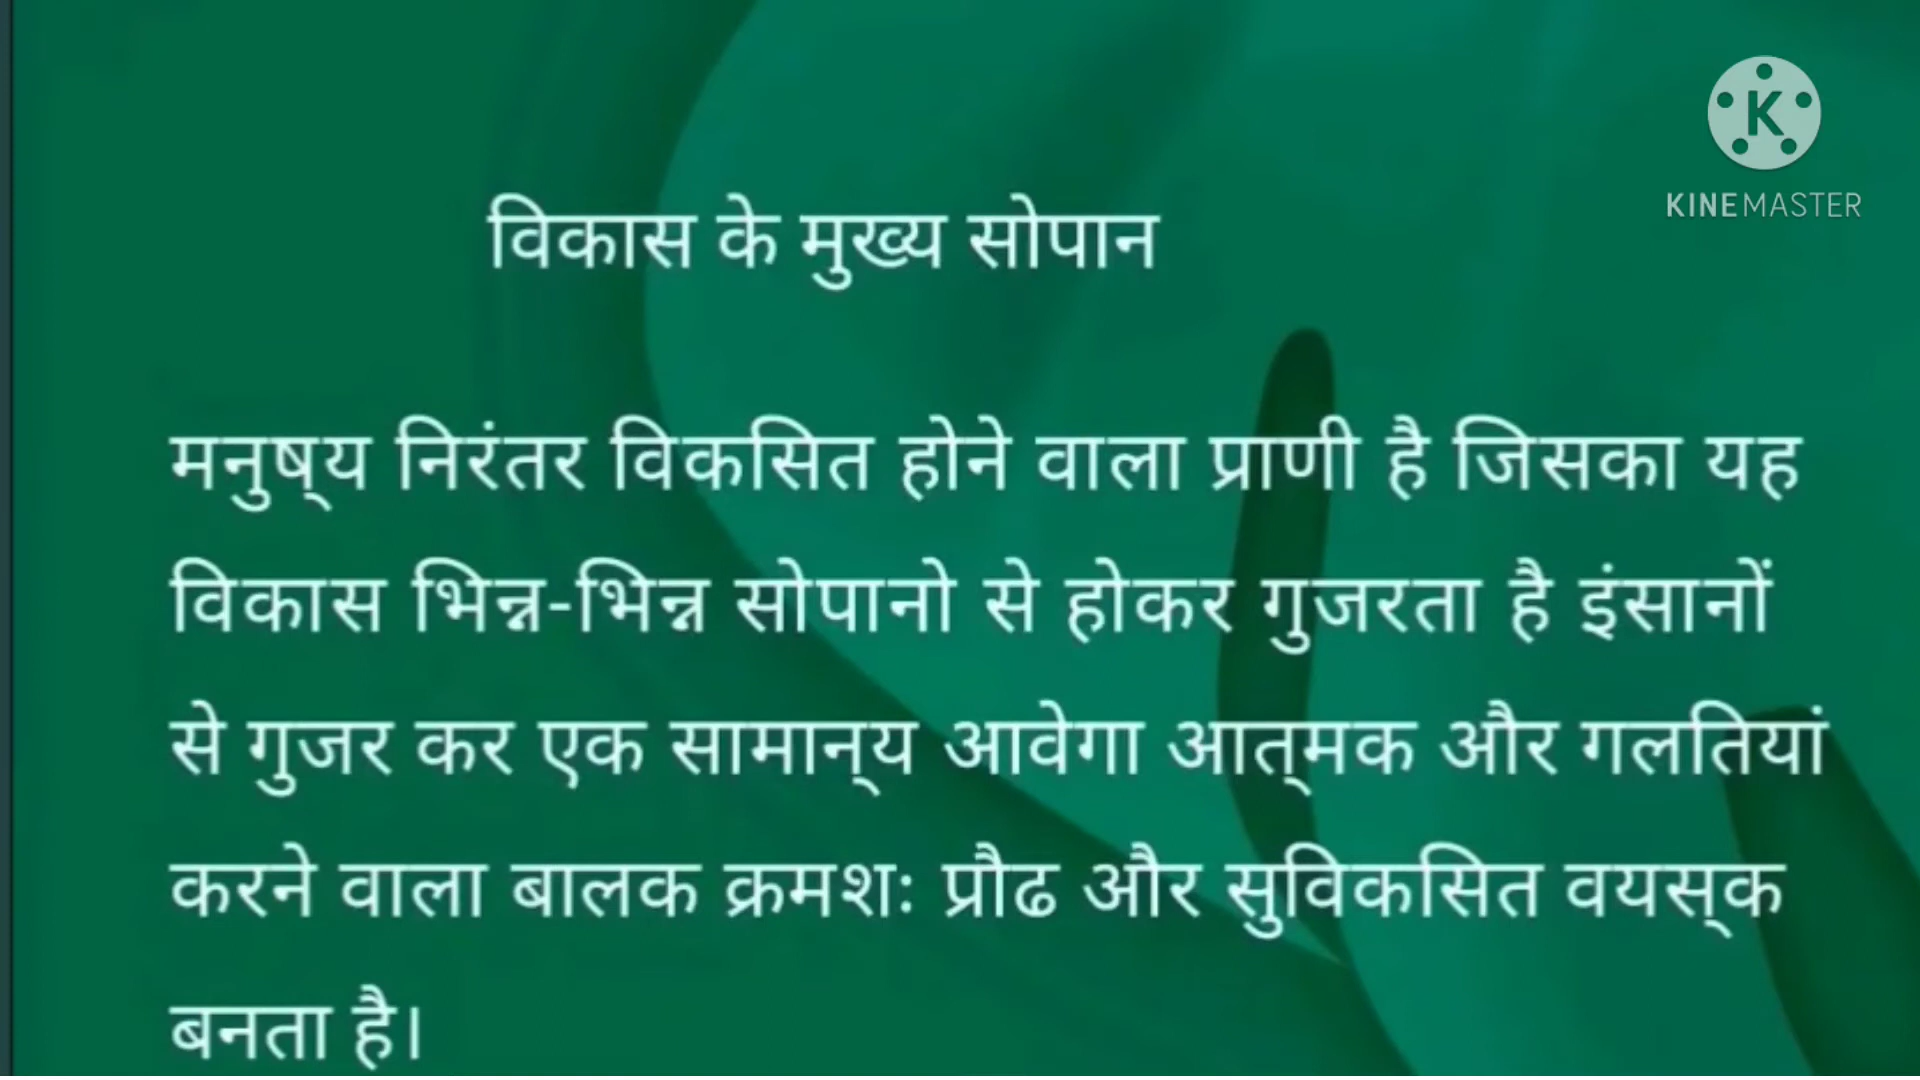 KINEMASTER
विकास के मुख्य सोपान
मनुष्‌य निरंतर विकसित होने वाला प्राणी है जिसका यह
विकास भिन्न-भिन्न सोपानो से होकर गुजरता है इंसानों
से गुजर कर एक सामान्‌य आवेगा आत्‌मक और गलतियां
करने वाला बालक क्रमशः प्रौढ और सुविकसित वयस्‌क
बनता है।